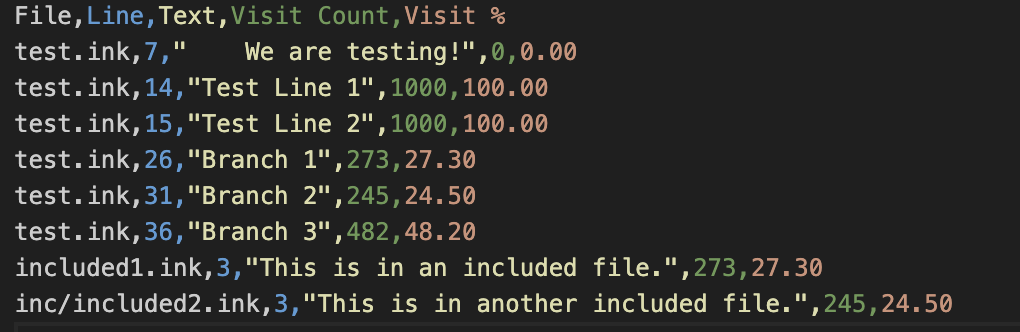 File,Line,Text,Visit Count,Visit %
test.ink,7,"    We are testing!",0,0.00
test.ink,14,"Test Line 1",1000,100.00
test.ink,15,"Test Line 2",1000,100.00
test.ink,26,"Branch 1",273,27.30
test.ink,31,"Branch 2",245,24.50
test.ink,36,"Branch 3",482,48.20
included1.ink,3,"This is in an included file.",273,27.30
inc/included2.ink,3,"This is in another included file.",245,24.50